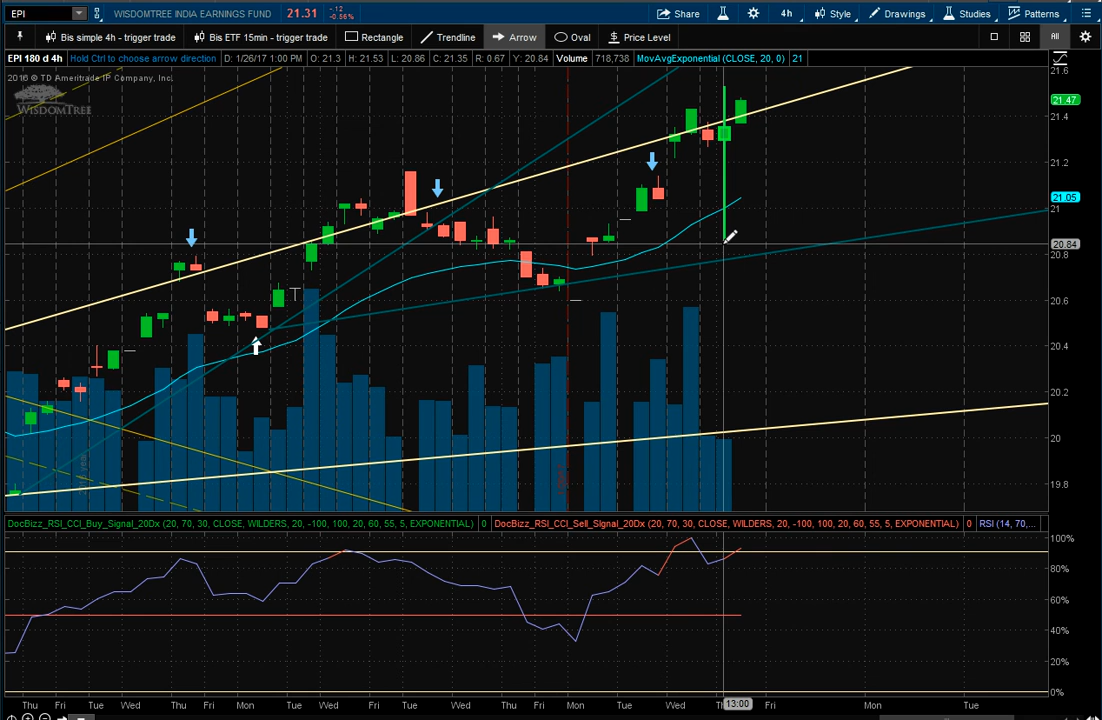 EPI WISDOMTREE INDIA EARNINGS FUND 21.31 -.12 -0.56% Share 4h Style Drawings Studies Patterns
Bis simple 4h - trigger trade Bis ETF 15min - trigger trade Rectangle Trendline Arrow Oval $ Price Level All
EPI 180 d 4h Hold Ctrl to choose arrow direction D: 1/26/17 1:00 PM O: 21.3 H: 21.53 L: 20.86 C: 21.35 R: 0.67 Y: 20.84 Volume 718,738 MovAvgExponential (CLOSE, 20, 0) 21
2016 © TD Ameritrade IP Company, Inc.
WISDOMTREE
21.6
21.47
21.4
21.2
21.05
21
20.84
20.8
20.6
20.4
20.2
20
19.8
DocBizz_RSI_CCI_Buy_Signal_20Dx (20, 70, 30, CLOSE, WILDERS, 20, -100, 100, 20, 60, 55, 5, EXPONENTIAL) 0 DocBizz_RSI_CCI_Sell_SIgnal_20Dx (20, 70, 30, CLOSE, WILDERS, 20, -100, 100, 20, 60, 55, 5, EXPONENTIAL) 0 RSI (14, 70,...
100%
80%
60%
40%
20%
0%
Thu Fri Tue Wed Thu Fri Mon Tue Wed Fri Tue Wed Thu Fri Mon Tue Wed 13:00 Fri Mon Tue